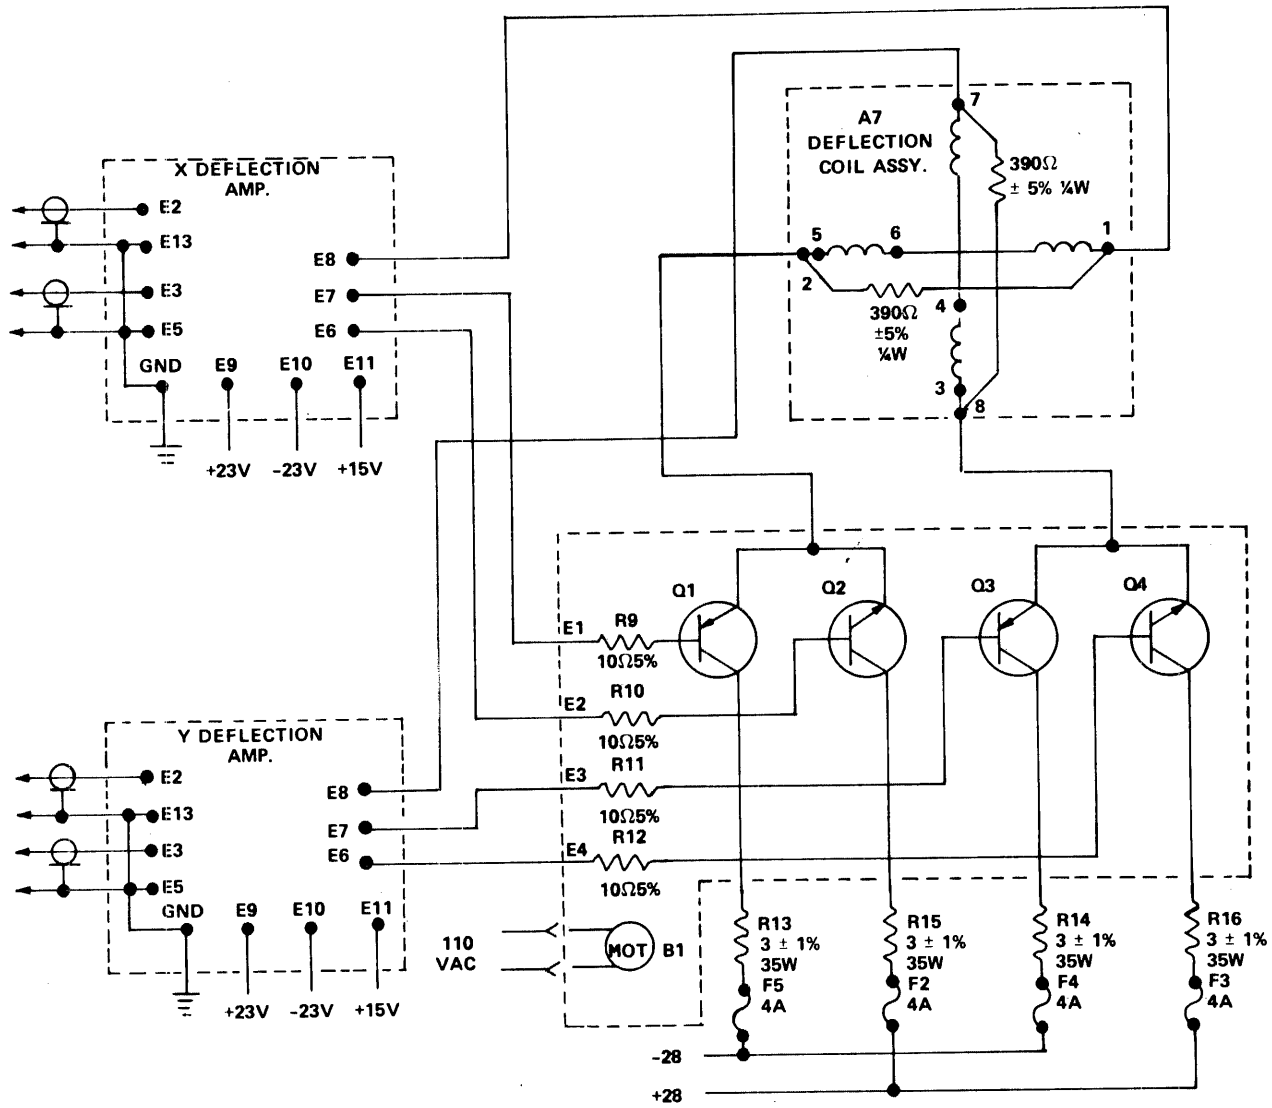 A7
DEFLECTION
COIL ASSY.
7
390Ω
± 5% ¼W
5
6
1
2
390Ω
±5%
¼W
4
3
8
X DEFLECTION
AMP.
E2
E13
E3
E5
E8
E7
E6
GND
E9
E10
E11
+23V
-23V
+15V
Q1
Q2
Q3
Q4
E1
R9
10Ω5%
E2
R10
10Ω5%
E3
R11
10Ω5%
E4
R12
10Ω5%
Y DEFLECTION
AMP.
E2
E13
E3
E5
E8
E7
E6
GND
E9
E10
E11
+23V
-23V
+15V
110
VAC
MOT
B1
R13
3 ± 1%
35W
F5
4A
R15
3 ± 1%
35W
F2
4A
R14
3 ± 1%
35W
F4
4A
R16
3 ± 1%
35W
F3
4A
-28
+28